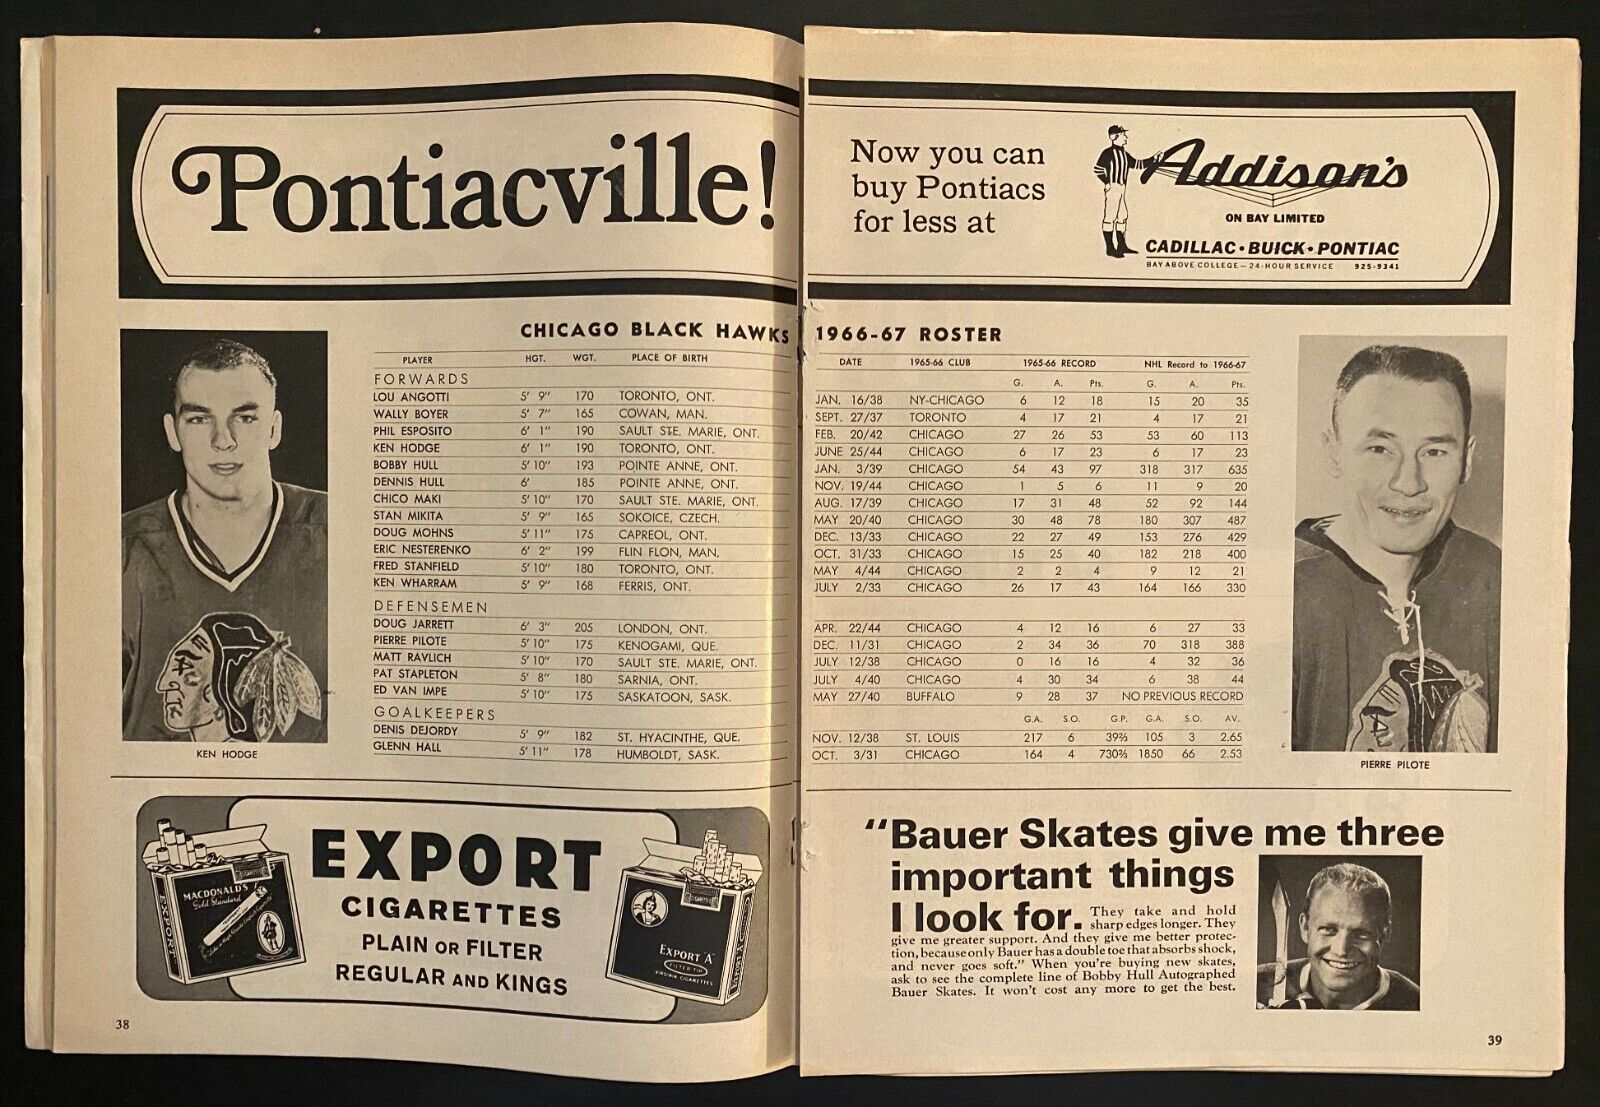 Pontiacville!
Now you can
buy Pontiacs
for less at
Addison's
ON BAY LIMITED
CADILLAC • BUICK • PONTIAC
BAY ABOVE COLLEGE — 24-HOUR SERVICE 925-9341
CHICAGO BLACK HAWKS 1966-67 ROSTER
PLAYER HGT. WGT. PLACE OF BIRTH DATE 1965-66 CLUB 1965-66 RECORD NHL Record to 1966-67
G. A. Pts. G. A. Pts.
FORWARDS
LOU ANGOTTI 5' 9" 170 TORONTO, ONT. JAN. 16/38 NY-CHICAGO 6 12 18 15 20 35
WALLY BOYER 5' 7" 165 COWAN, MAN. SEPT. 27/37 TORONTO 4 17 21 4 17 21
PHIL ESPOSITO 6' 1" 190 SAULT STE. MARIE, ONT. FEB. 20/42 CHICAGO 27 26 53 53 60 113
KEN HODGE 6' 1" 190 TORONTO, ONT. JUNE 25/44 CHICAGO 6 17 23 6 17 23
BOBBY HULL 5' 10" 193 POINTE ANNE, ONT. JAN. 3/39 CHICAGO 54 43 97 318 317 635
DENNIS HULL 6' 185 POINTE ANNE, ONT. NOV. 19/44 CHICAGO 1 5 6 11 9 20
CHICO MAKI 5' 10" 170 SAULT STE. MARIE, ONT. AUG. 17/39 CHICAGO 17 31 48 52 92 144
STAN MIKITA 5' 9" 165 SOKOICE, CZECH. MAY 20/40 CHICAGO 30 48 78 180 307 487
DOUG MOHNS 5' 11" 175 CAPREOL, ONT. DEC. 13/33 CHICAGO 22 27 49 153 276 429
ERIC NESTERENKO 6' 2" 199 FLIN FLON, MAN. OCT. 31/33 CHICAGO 15 25 40 182 218 400
FRED STANFIELD 5' 10" 180 TORONTO, ONT. MAY 4/44 CHICAGO 2 2 4 9 12 21
KEN WHARRAM 5' 9" 168 FERRIS, ONT. JULY 2/33 CHICAGO 26 17 43 164 166 330
DEFENSEMEN
DOUG JARRETT 6' 3" 205 LONDON, ONT. APR. 22/44 CHICAGO 4 12 16 6 27 33
PIERRE PILOTE 5' 10" 175 KENOGAMI, QUE. DEC. 11/31 CHICAGO 2 34 36 70 318 388
MATT RAVLICH 5' 10" 170 SAULT STE. MARIE, ONT. JULY 12/38 CHICAGO 0 16 16 4 32 36
PAT STAPLETON 5' 8" 180 SARNIA, ONT. JULY 4/40 CHICAGO 4 30 34 6 38 44
ED VAN IMPE 5' 10" 175 SASKATOON, SASK. MAY 27/40 BUFFALO 9 28 37 NO PREVIOUS RECORD
GOALKEEPERS G.A. S.O. G.P. G.A. S.O. AV.
DENIS DEJORDY 5' 9" 182 ST. HYACINTHE, QUE. NOV. 12/38 ST. LOUIS 217 6 39⅔ 105 3 2.65
GLENN HALL 5' 11" 178 HUMBOLDT, SASK. OCT. 3/31 CHICAGO 164 4 730⅔ 1850 66 2.53
KEN HODGE
PIERRE PILOTE
MACDONALD'S
Gold Standard
EXPORT
EXPORT
CIGARETTES
PLAIN OR FILTER
REGULAR AND KINGS
EXPORT "A"
FILTER TIP
VIRGINIA CIGARETTES
EXPORT "A"
"Bauer Skates give me three
important things
I look for. They take and hold
sharp edges longer. They
give me greater support. And they give me better protec-
tion, because only Bauer has a double toe that absorbs shock,
and never goes soft." When you're buying new skates,
ask to see the complete line of Bobby Hull Autographed
Bauer Skates. It won't cost any more to get the best.
38
39